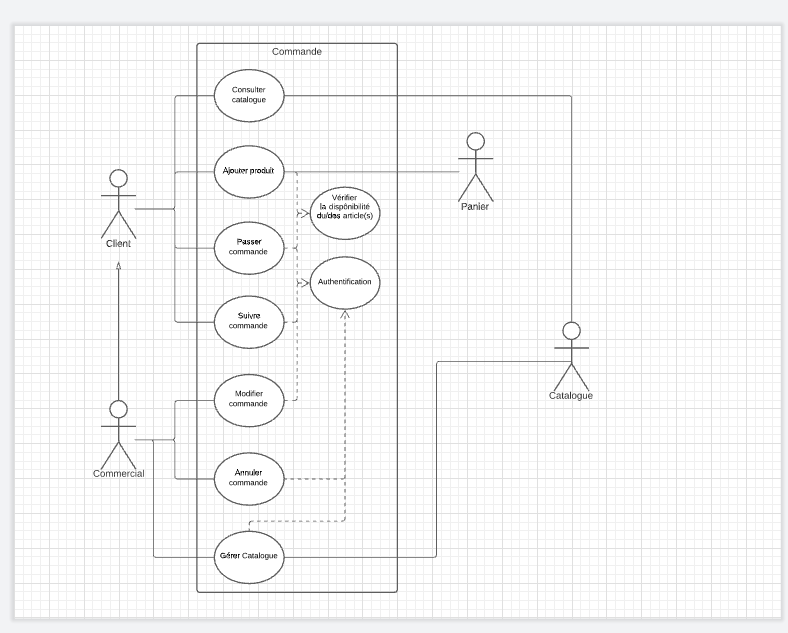 Commande
Consulter
catalogue
Ajouter produit
Vérifier
la dispônibilité
du/des article(s)
Panier
Client
Passer
commande
Authentification
Suivre
commande
Modifier
commande
Catalogue
Commercial
Annuler
commande
Gérer Catalogue